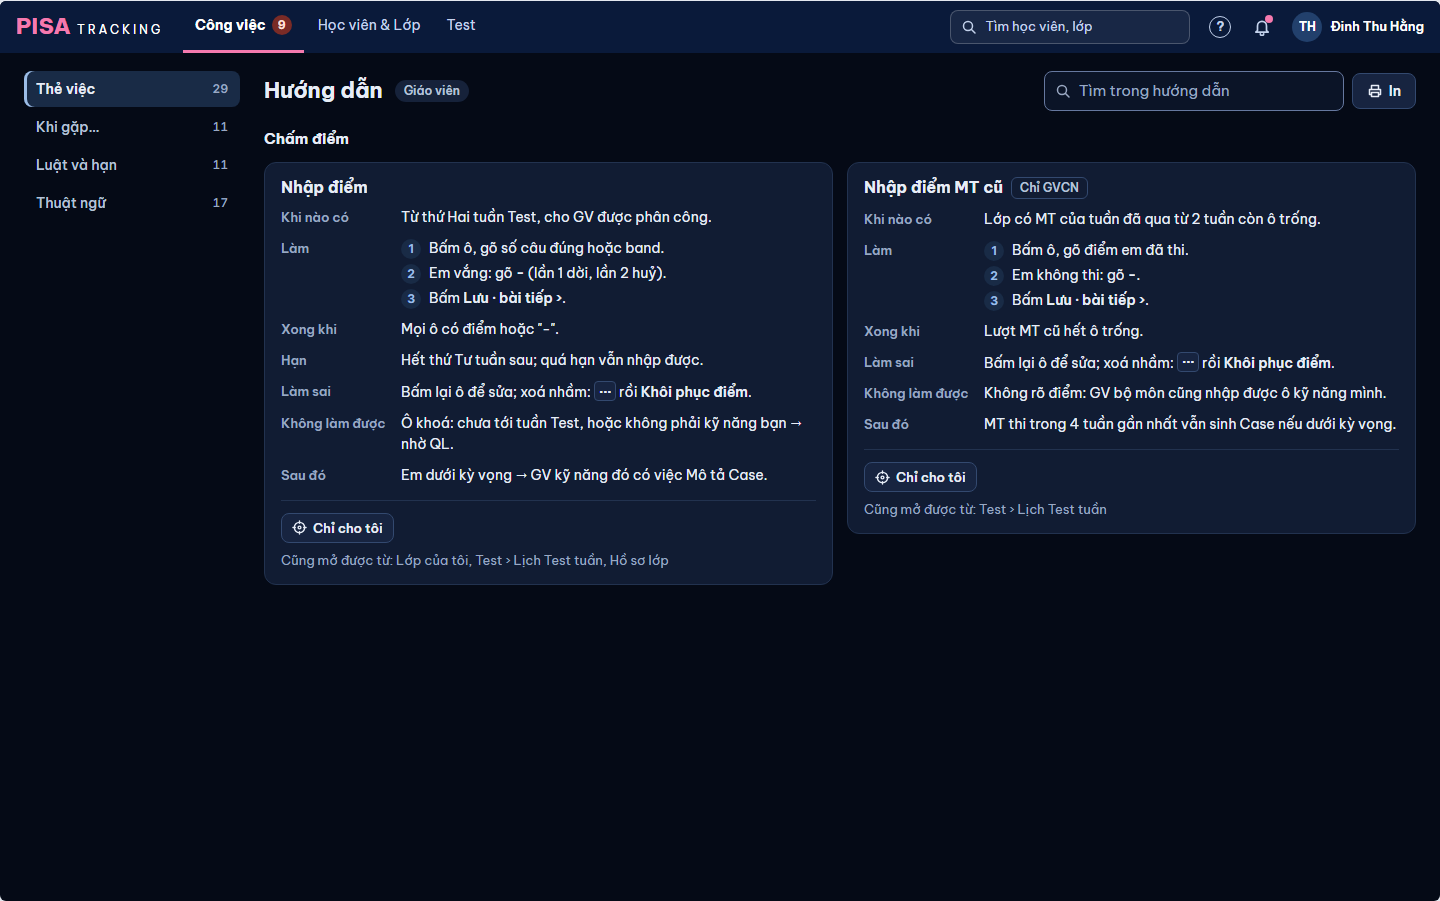 PISA TRACKING
Công việc 9
Học viên & Lớp
Test
Tìm học viên, lớp
?
TH Đinh Thu Hằng
Thẻ việc 29
Khi gặp... 11
Luật và hạn 11
Thuật ngữ 17
Hướng dẫn Giáo viên
Tìm trong hướng dẫn
In
Chấm điểm
Nhập điểm
Khi nào có Từ thứ Hai tuần Test, cho GV được phân công.
Làm 1 Bấm ô, gõ số câu đúng hoặc band.
2 Em vắng: gõ - (lần 1 dời, lần 2 huỷ).
3 Bấm Lưu · bài tiếp ›.
Xong khi Mọi ô có điểm hoặc "-".
Hạn Hết thứ Tư tuần sau; quá hạn vẫn nhập được.
Làm sai Bấm lại ô để sửa; xoá nhầm: ··· rồi Khôi phục điểm.
Không làm được Ô khoá: chưa tới tuần Test, hoặc không phải kỹ năng bạn →
nhờ QL.
Sau đó Em dưới kỳ vọng → GV kỹ năng đó có việc Mô tả Case.
Chỉ cho tôi
Cũng mở được từ: Lớp của tôi, Test › Lịch Test tuần, Hồ sơ lớp
Nhập điểm MT cũ Chỉ GVCN
Khi nào có Lớp có MT của tuần đã qua từ 2 tuần còn ô trống.
Làm 1 Bấm ô, gõ điểm em đã thi.
2 Em không thi: gõ -.
3 Bấm Lưu · bài tiếp ›.
Xong khi Lượt MT cũ hết ô trống.
Làm sai Bấm lại ô để sửa; xoá nhầm: ··· rồi Khôi phục điểm.
Không làm được Không rõ điểm: GV bộ môn cũng nhập được ô kỹ năng mình.
Sau đó MT thi trong 4 tuần gần nhất vẫn sinh Case nếu dưới kỳ vọng.
Chỉ cho tôi
Cũng mở được từ: Test › Lịch Test tuần